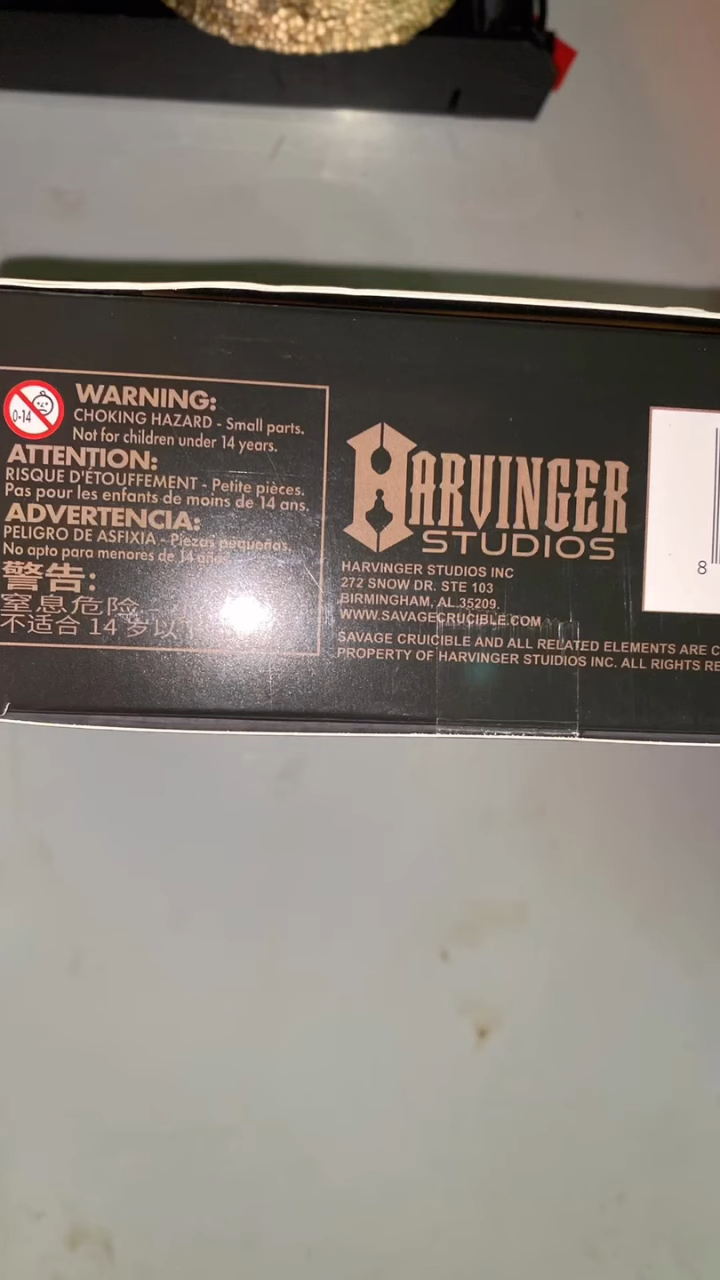 0-14
WARNING:
CHOKING HAZARD - Small parts.
Not for children under 14 years.
ATTENTION:
RISQUE D'ÉTOUFFEMENT - Petite pièces.
Pas pour les enfants de moins de 14 ans.
ADVERTENCIA:
PELIGRO DE ASFIXIA - Piezas pequeñas.
No apto para menores de 14 años.
警告:
窒息危险
不适合 14 岁以
HARVINGER
STUDIOS
HARVINGER STUDIOS INC
272 SNOW DR. STE 103
BIRMINGHAM, AL.35209.
WWW.SAVAGECRUCIBLE.COM
SAVAGE CRUICIBLE AND ALL RELATED ELEMENTS ARE C
PROPERTY OF HARVINGER STUIDIOS INC. ALL RIGHTS RE
8